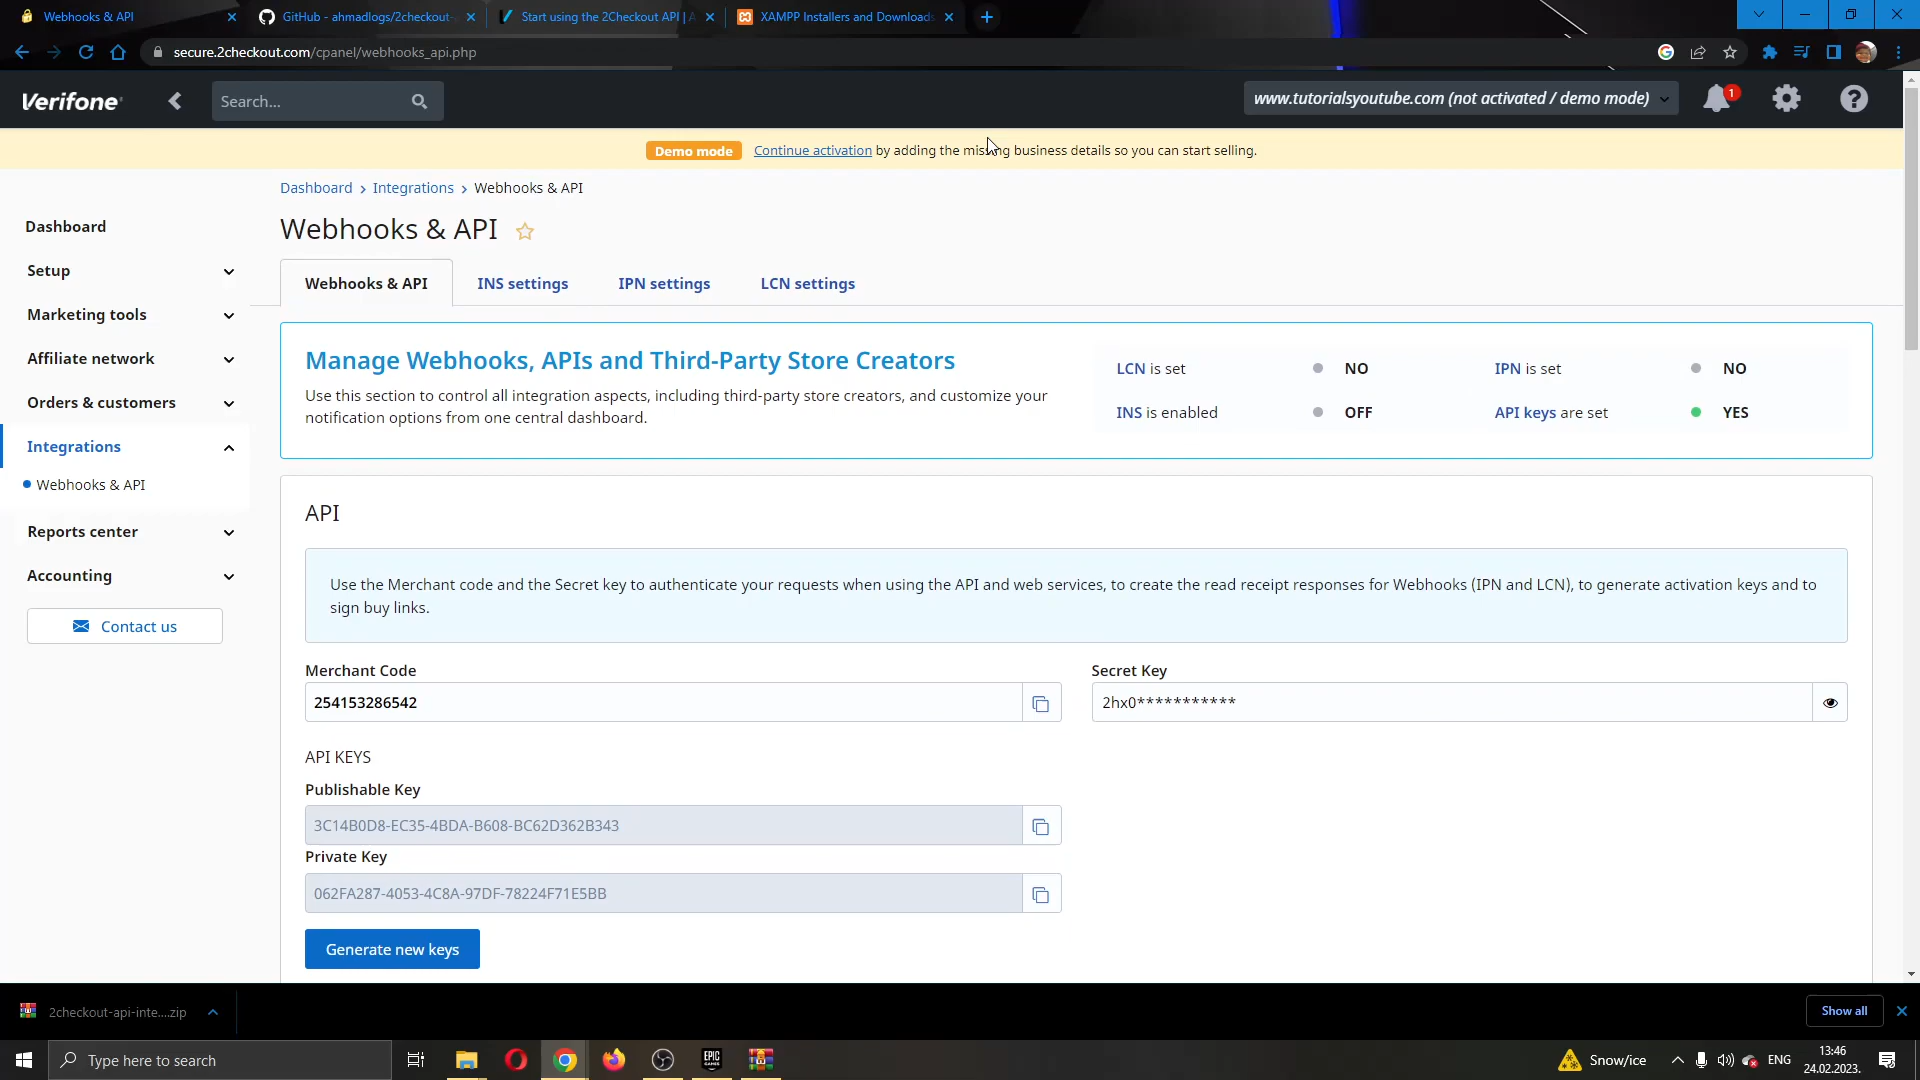 Webhooks & API
GitHub - ahmadlogs/2checkout-
Start using the 2Checkout API | A
XAMPP Installers and Downloads
secure.2checkout.com/cpanel/webhooks_api.php
Verifone
Search...
www.tutorialsyoutube.com (not activated / demo mode)
1
Demo mode
Continue activation by adding the missing business details so you can start selling.
Dashboard > Integrations > Webhooks & API
Webhooks & API
Dashboard
Setup
Marketing tools
Affiliate network
Orders & customers
Integrations
Webhooks & API
Reports center
Accounting
Contact us
Webhooks & API
INS settings
IPN settings
LCN settings
Manage Webhooks, APIs and Third-Party Store Creators
Use this section to control all integration aspects, including third-party store creators, and customize your
notification options from one central dashboard.
LCN is set NO
IPN is set NO
INS is enabled OFF
API keys are set YES
API
Use the Merchant code and the Secret key to authenticate your requests when using the API and web services, to create the read receipt responses for Webhooks (IPN and LCN), to generate activation keys and to
sign buy links.
Merchant Code
254153286542
Secret Key
2hx0***********
API KEYS
Publishable Key
3C14B0D8-EC35-4BDA-B608-BC62D362B343
Private Key
062FA287-4053-4C8A-97DF-78224F71E5BB
Generate new keys
2checkout-api-inte....zip
Show all
Type here to search
EPIC
GAMES
Snow/ice
ENG
13:46
24.02.2023.